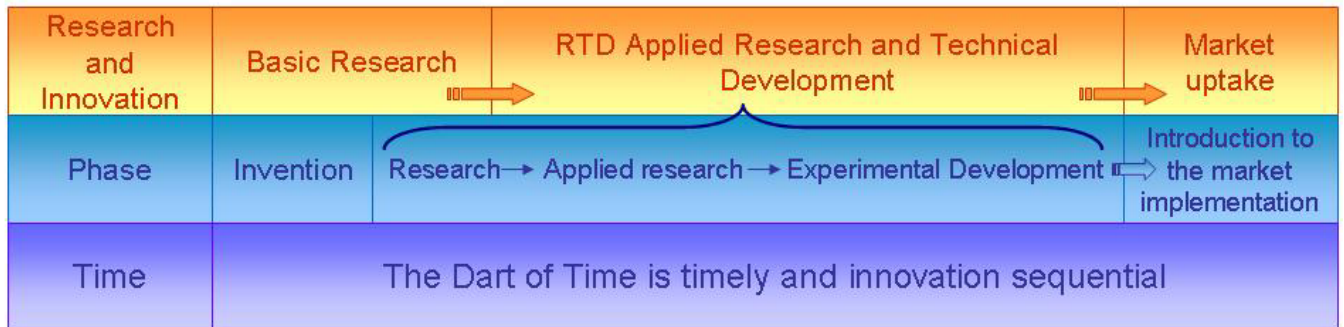 Research
and
Innovation
Basic Research
RTD Applied Research and Technical
Development
Market
uptake
Phase
Invention
Research → Applied research → Experimental Development
Introduction to
the market
implementation
Time
The Dart of Time is timely and innovation sequential